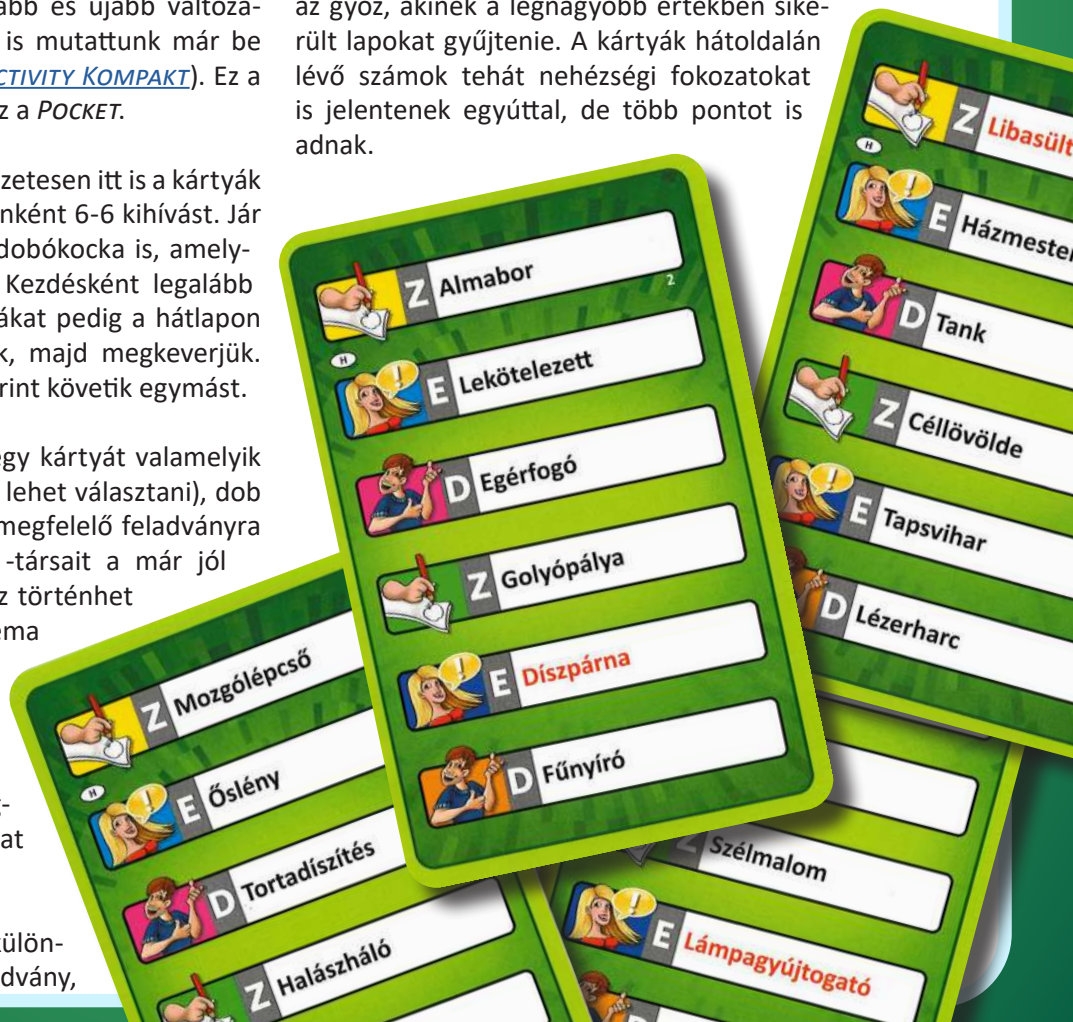 abb és újabb változa-
is mutattunk már be
CTIVITY KOMPAKT). Ez a
z a POCKET.
zetesen itt is a kártyák
nként 6-6 kihívást. Jár
dobókocka is, amely-
Kezdésként legalább
ákat pedig a hátlapon
k, majd megkeverjük.
rint követik egymást.
egy kártyát valamelyik
lehet választani), dob
megfelelő feladványra
-társait a már jól
z történhet
éma
g-
at
külön-
dvány,
az győz, akinek a legnagyobb értékben sike-
rült lapokat gyűjtenie. A kártyák hátoldalán
lévő számok tehát nehézségi fokozatokat
is jelentenek egyúttal, de több pontot is
adnak.
Z Almabor
2
H
E Lekötelezett
D Egérfogó
Z Golyópálya
E Díszpárna
D Fűnyíró
Z Libasült
H
E Házmester
D Tank
Z Céllövölde
E Tapsvihar
D Lézerharc
Z Mozgólépcső
H
E Őslény
D Tortadíszítés
Z Halászháló
Z Szélmalom
E Lámpagyújtogató
D